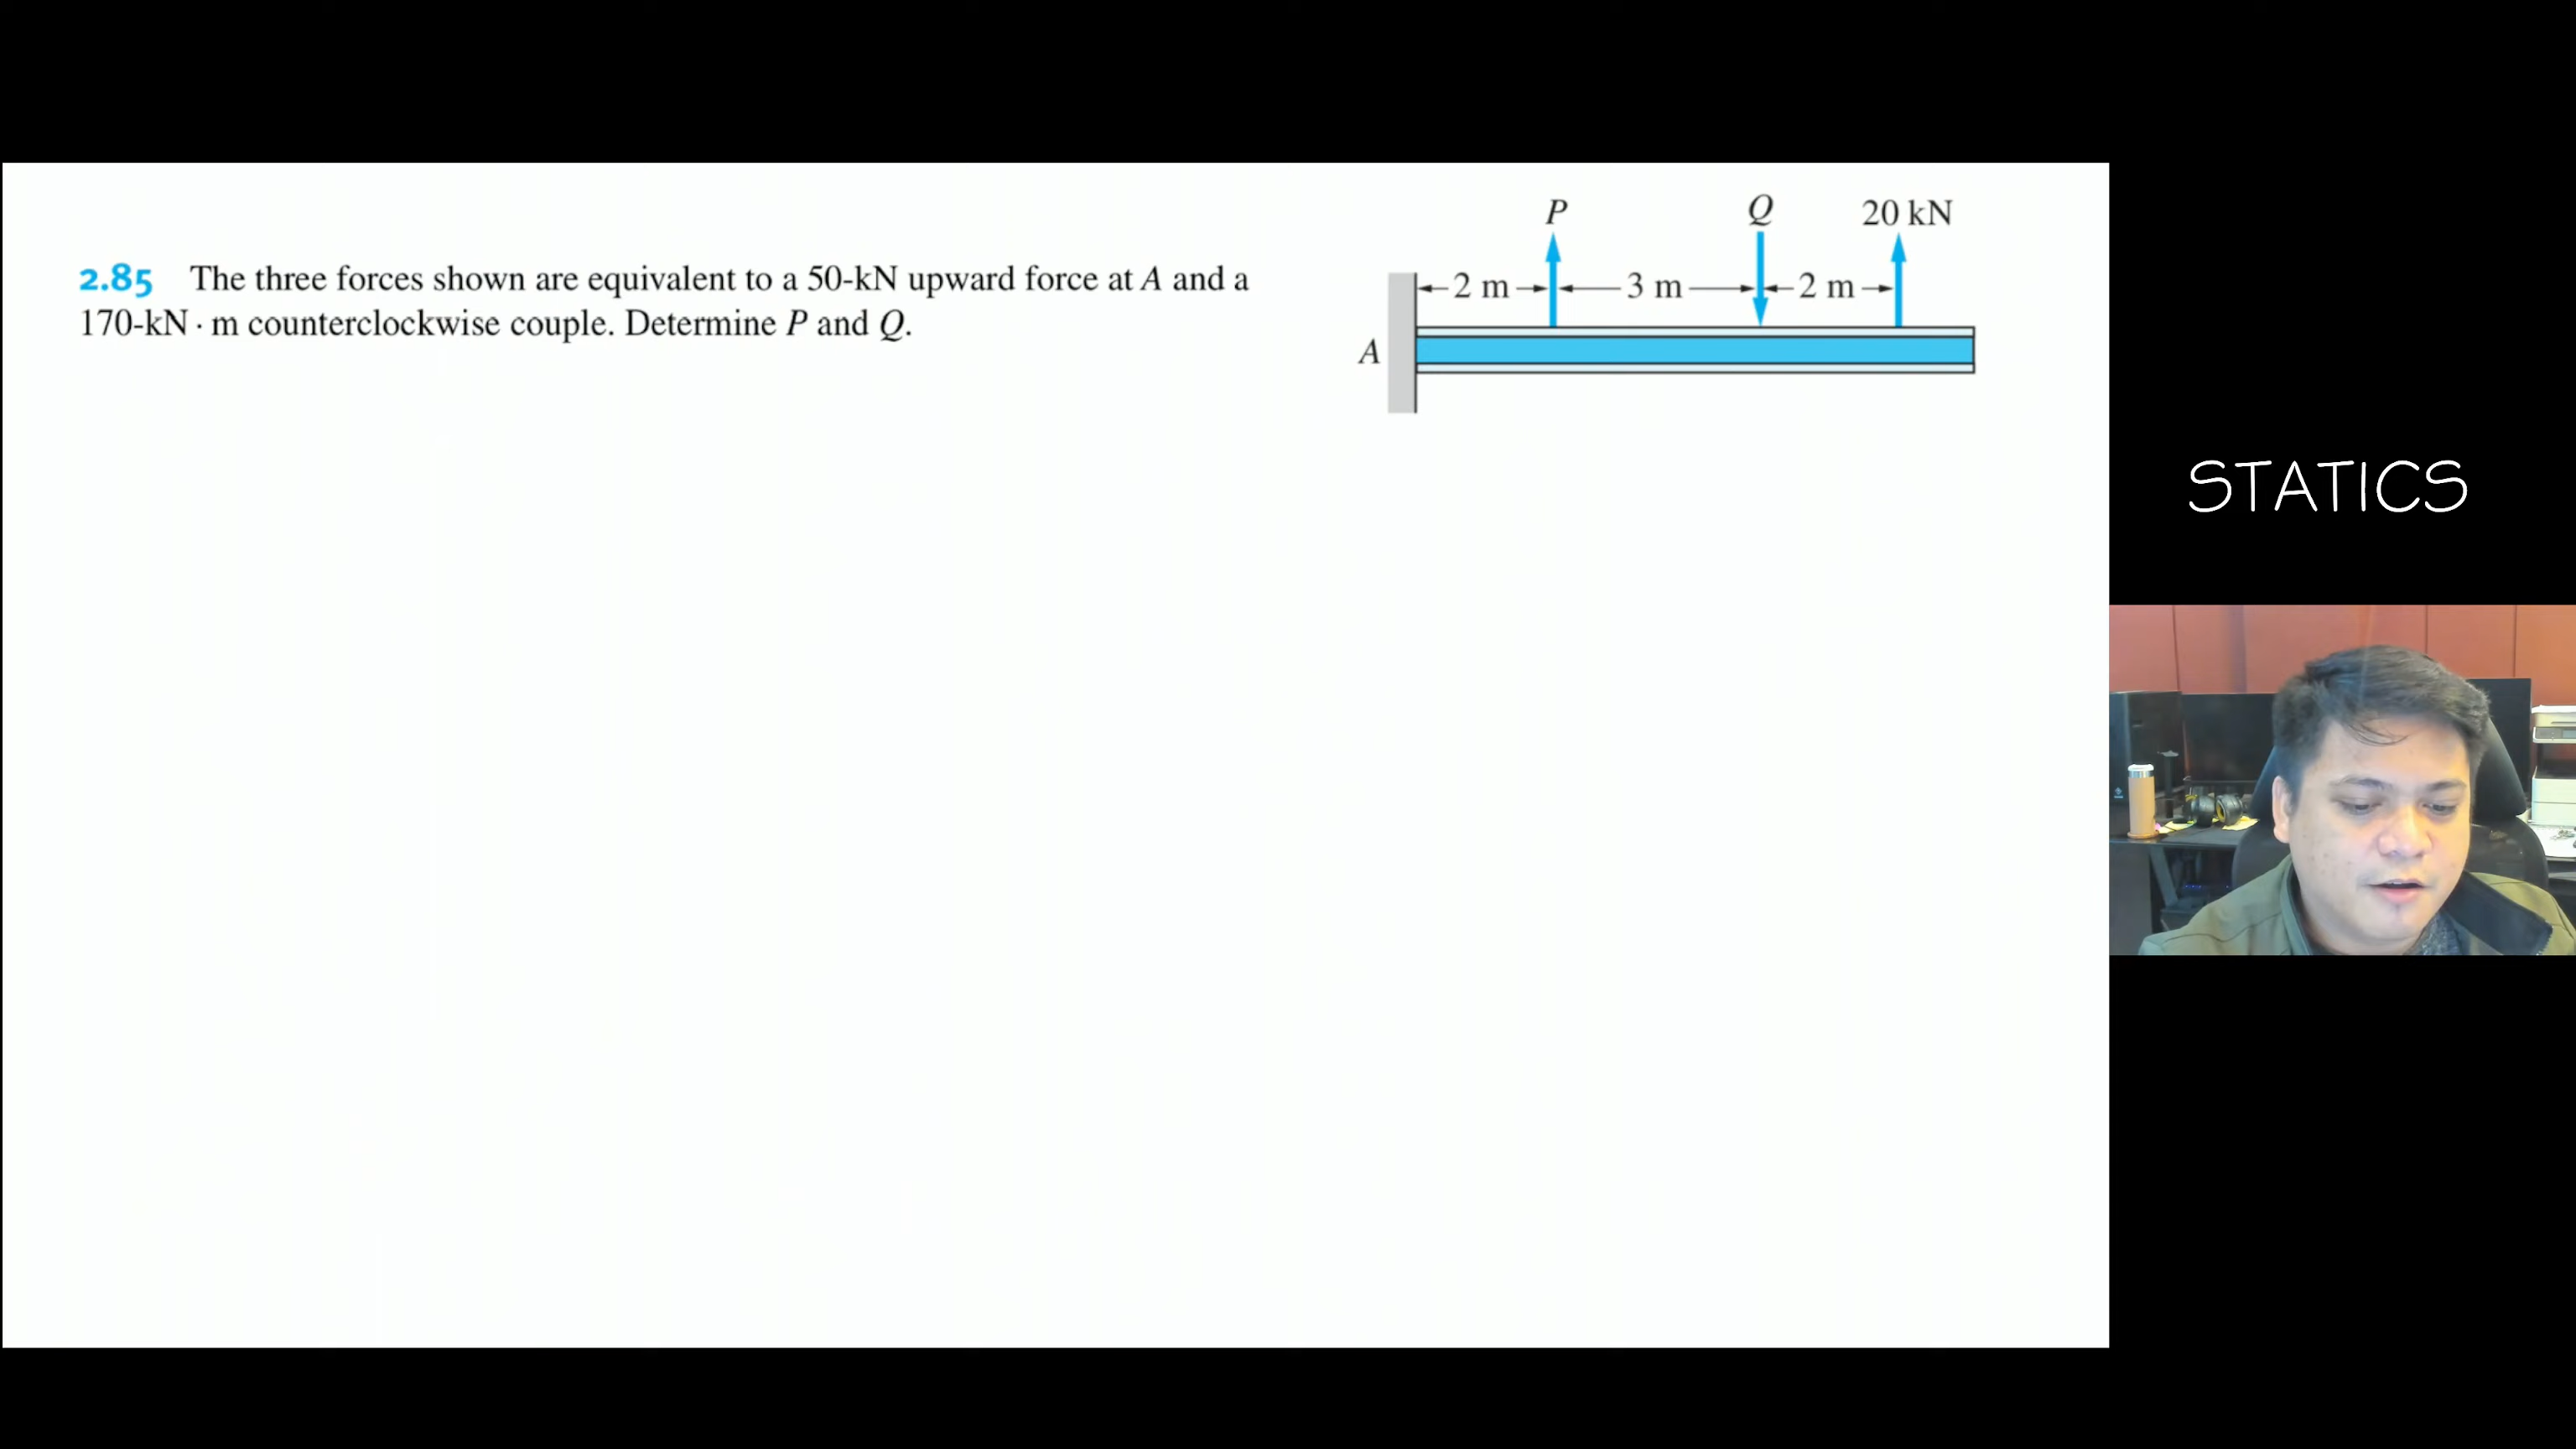 P Q 20 kN
2.85 The three forces shown are equivalent to a 50-kN upward force at A and a
170-kN · m counterclockwise couple. Determine P and Q.
2 m 3 m 2 m
A
STATICS